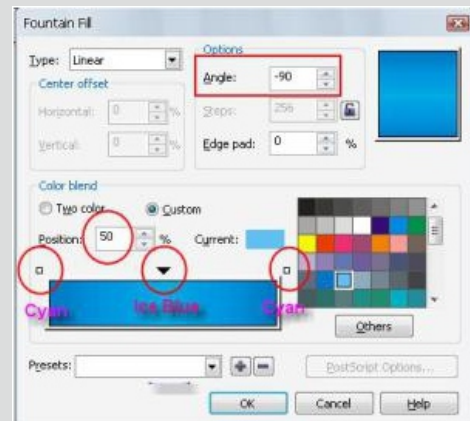 Fountain Fill
Type: Linear
Options
Angle: -90
Center offset
Horizontal: 0 %
Steps: 256
Vertical: 0 %
Edge pad: 0 %
Color blend
Two color
Custom
Position: 50 %
Current:
Cyan
Ice Blue
Cyan
Others
Presets:
PostScript Options...
OK
Cancel
Help